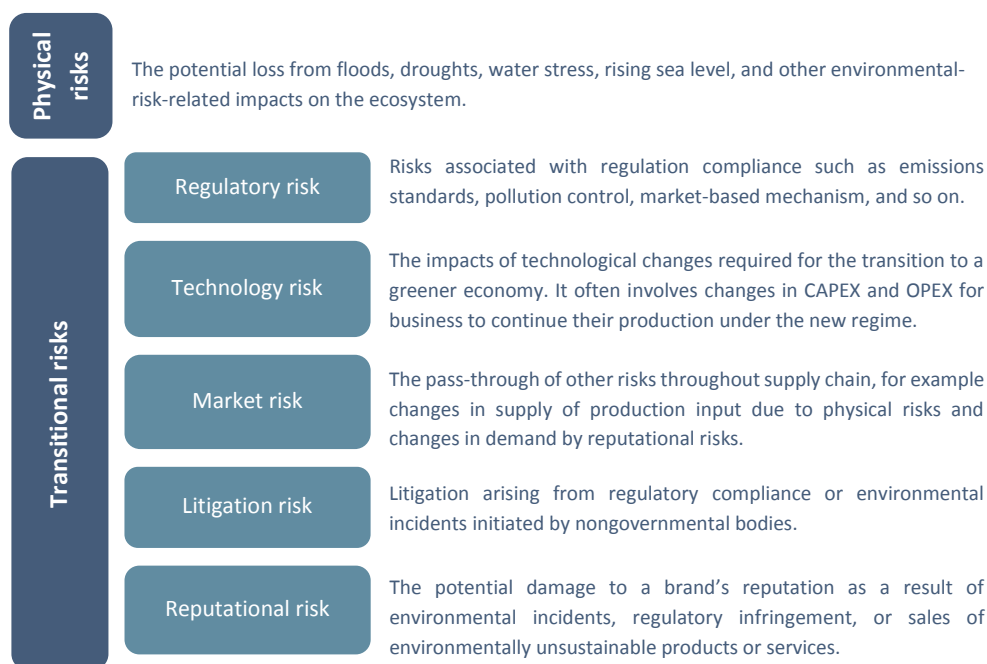 Physical
risks
The potential loss from floods, droughts, water stress, rising sea level, and other environmental-
risk-related impacts on the ecosystem.
Transitional risks
Regulatory risk
Risks associated with regulation compliance such as emissions
standards, pollution control, market-based mechanism, and so on.
Technology risk
The impacts of technological changes required for the transition to a
greener economy. It often involves changes in CAPEX and OPEX for
business to continue their production under the new regime.
Market risk
The pass-through of other risks throughout supply chain, for example
changes in supply of production input due to physical risks and
changes in demand by reputational risks.
Litigation risk
Litigation arising from regulatory compliance or environmental
incidents initiated by nongovernmental bodies.
Reputational risk
The potential damage to a brand’s reputation as a result of
environmental incidents, regulatory infringement, or sales of
environmentally unsustainable products or services.